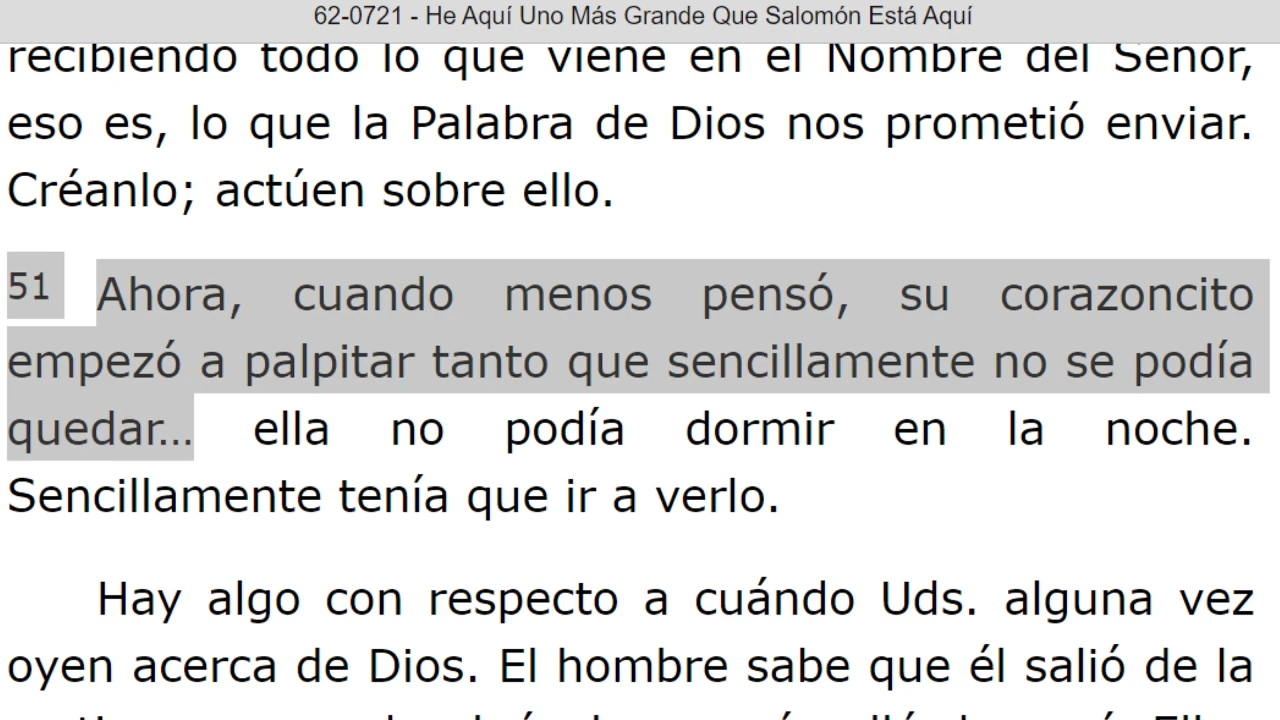 62-0721 - He Aquí Uno Más Grande Que Salomón Está Aquí
recibiendo todo lo que viene en el Nombre del Señor,
eso es, lo que la Palabra de Dios nos prometió enviar.
Créanlo; actúen sobre ello.
51 Ahora, cuando menos pensó, su corazoncito
empezó a palpitar tanto que sencillamente no se podía
quedar... ella no podía dormir en la noche.
Sencillamente tenía que ir a verlo.
Hay algo con respecto a cuándo Uds. alguna vez
oyen acerca de Dios. El hombre sabe que él salió de la